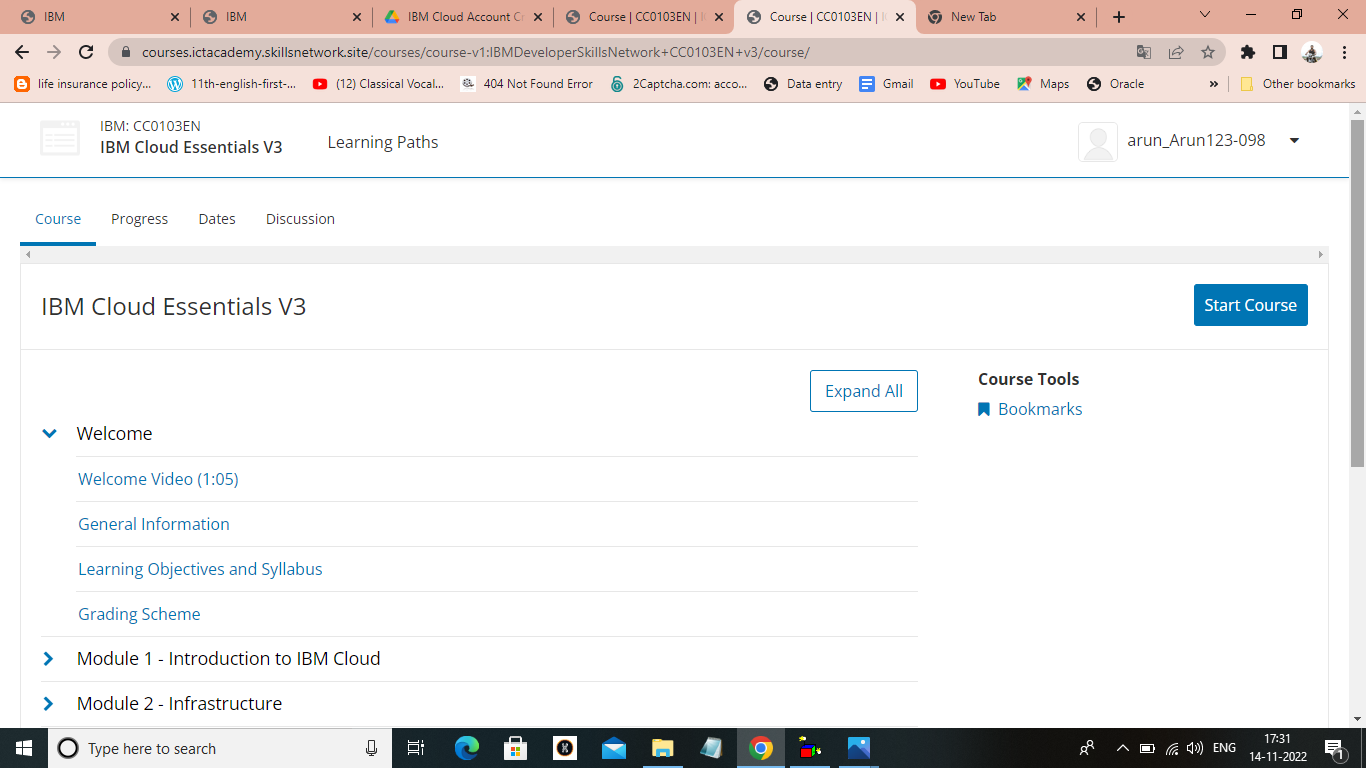 IBM
IBM
IBM Cloud Account Cr
Course | CC0103EN |
Course | CC0103EN |
New Tab
courses.ictacademy.skillsnetwork.site/courses/course-v1:IBMDeveloperSkillsNetwork+CC0103EN+v3/course/
life insurance policy...
11th-english-first-...
(12) Classical Vocal...
404 Not Found Error
2Captcha.com: acco...
Data entry
Gmail
YouTube
Maps
Oracle
»
Other bookmarks
IBM: CC0103EN
IBM Cloud Essentials V3
Learning Paths
arun_Arun123-098
Course
Progress
Dates
Discussion
IBM Cloud Essentials V3
Start Course
Expand All
Course Tools
Bookmarks
Welcome
Welcome Video (1:05)
General Information
Learning Objectives and Syllabus
Grading Scheme
Module 1 - Introduction to IBM Cloud
Module 2 - Infrastructure
Type here to search
ENG
17:31
14-11-2022
1